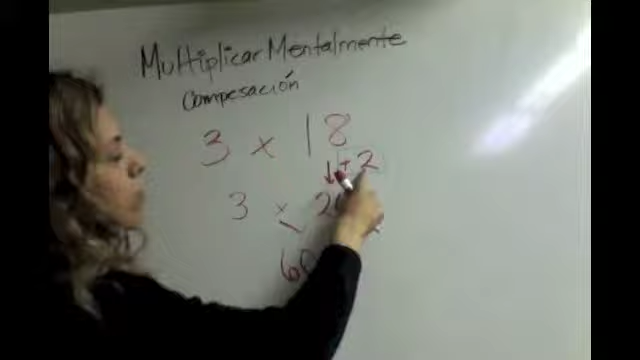 Multiplicar Mentalmente
Compesación
3 x 18
+ 2
3 x 20
60